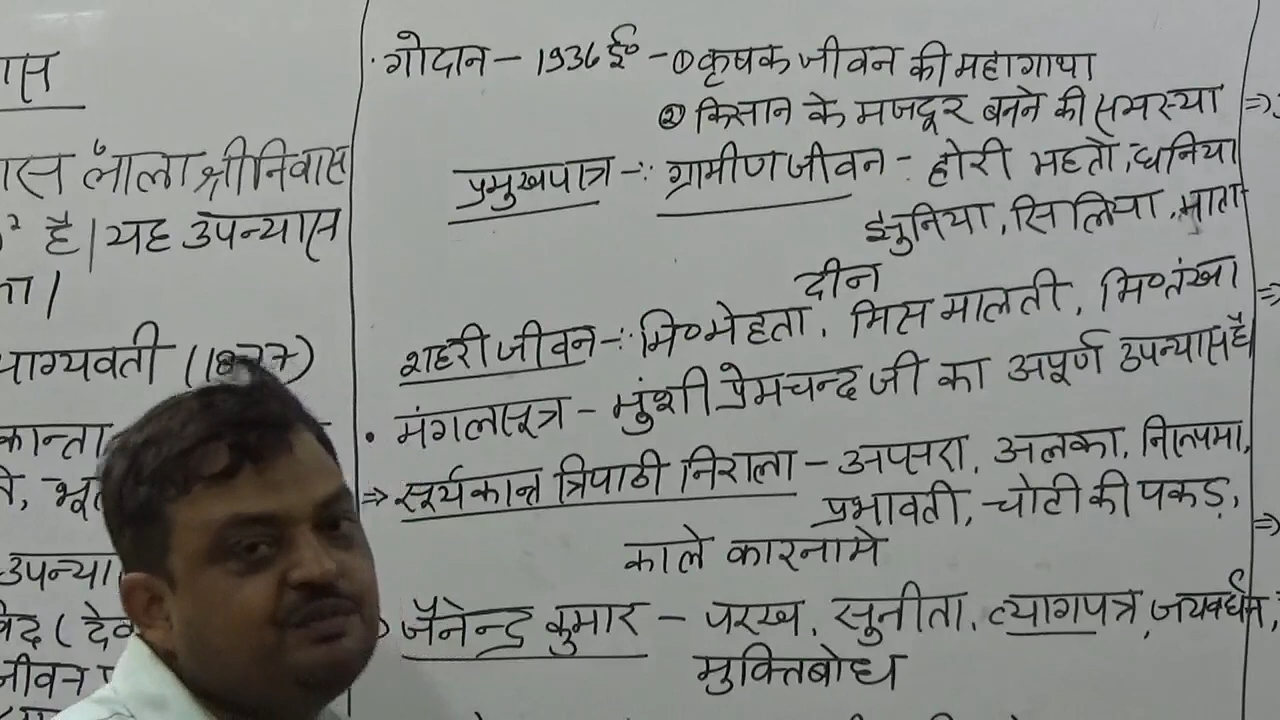 ास
ास लाला श्रीनिवास
है। यह उपन्यास
का।
भाग्यवती (1877)
कान्ता
ते, भू
उपन्या
जीवन
· गोदान – 1936 ई० – ① कृषक जीवन की महागाथा
② किसान के मजदूर बनने की समस्या ⇒
प्रमुखपात्र –: ग्रामीण जीवन – होरी महतो, धनिया
झुनिया, सिलिया, माता
दीन
शहरी जीवन –: मि० मेहता, मिस मालती, मि० तंखा ⇒
· मंगलसूत्र – मुंशी प्रेमचन्द जी का अपूर्ण उपन्यास है
⇒ सूर्यकान्त त्रिपाठी निराला – अप्सरा, अलका, निरूपमा,
प्रभावती, चोटी की पकड़, ⇒
काले कारनामे
जैनेन्द्र कुमार – परख, सुनीता, त्यागपत्र, जयवर्धन,
मुक्तिबोध